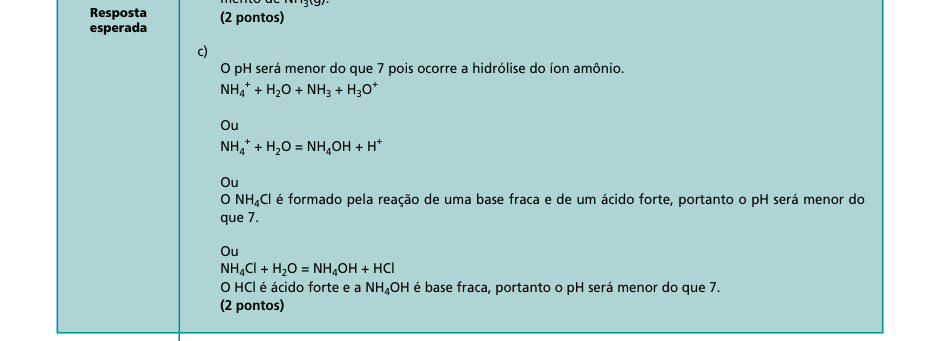 Resposta
esperada
mento de NH₃(g).
(2 pontos)
c)
O pH será menor do que 7 pois ocorre a hidrólise do íon amônio.
NH₄⁺ + H₂O + NH₃ + H₃O⁺
Ou
NH₄⁺ + H₂O = NH₄OH + H⁺
Ou
O NH₄Cl é formado pela reação de uma base fraca e de um ácido forte, portanto o pH será menor do
que 7.
Ou
NH₄Cl + H₂O = NH₄OH + HCl
O HCl é ácido forte e a NH₄OH é base fraca, portanto o pH será menor do que 7.
(2 pontos)